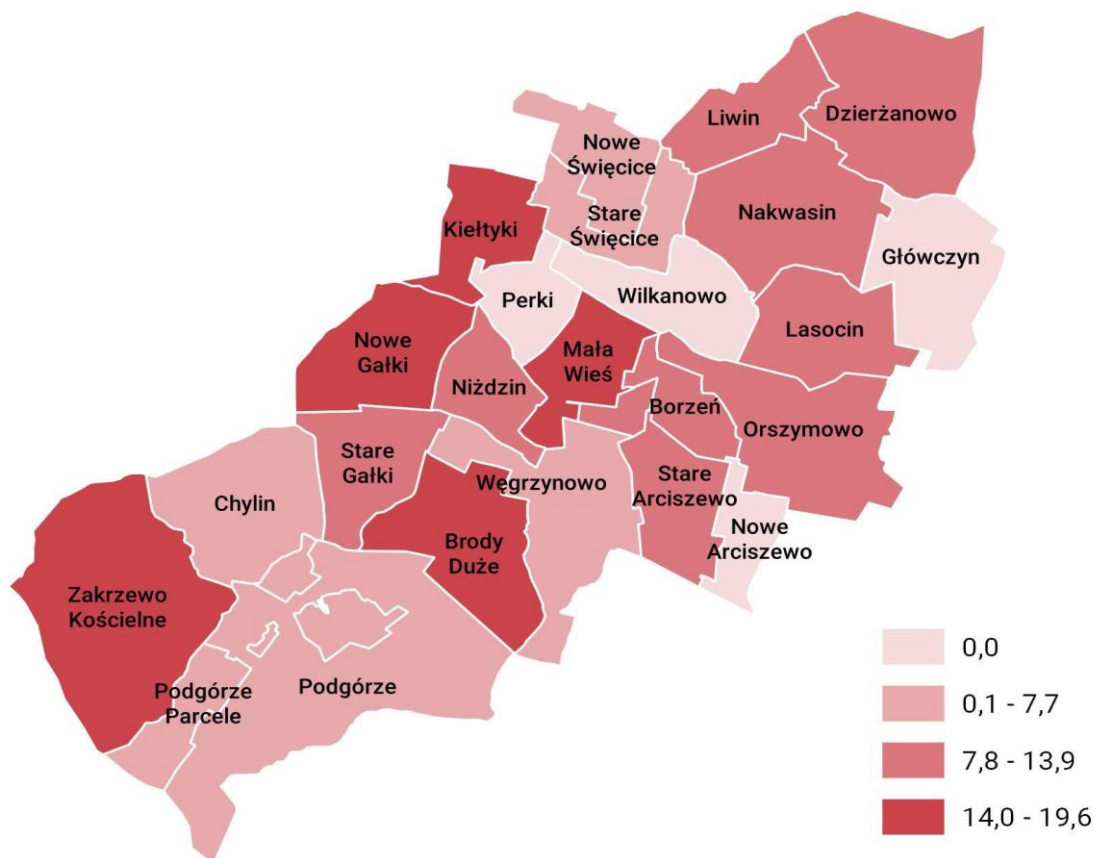 Liwin
Dzierżanowo
Nowe
Święcice
Nakwasin
Stare
Święcice
Kiełtyki
Główczyn
Perki
Wilkanowo
Lasocin
Nowe
Gałki
Mała
Wieś
Niżdzin
Borzeń
Orszymowo
Stare
Gałki
Stare
Arciszewo
Węgrzynowo
Chylin
Nowe
Arciszewo
Brody
Duże
Zakrzewo
Kościelne
Podgórze
Parcele
Podgórze
0,0
0,1 - 7,7
7,8 - 13,9
14,0 - 19,6